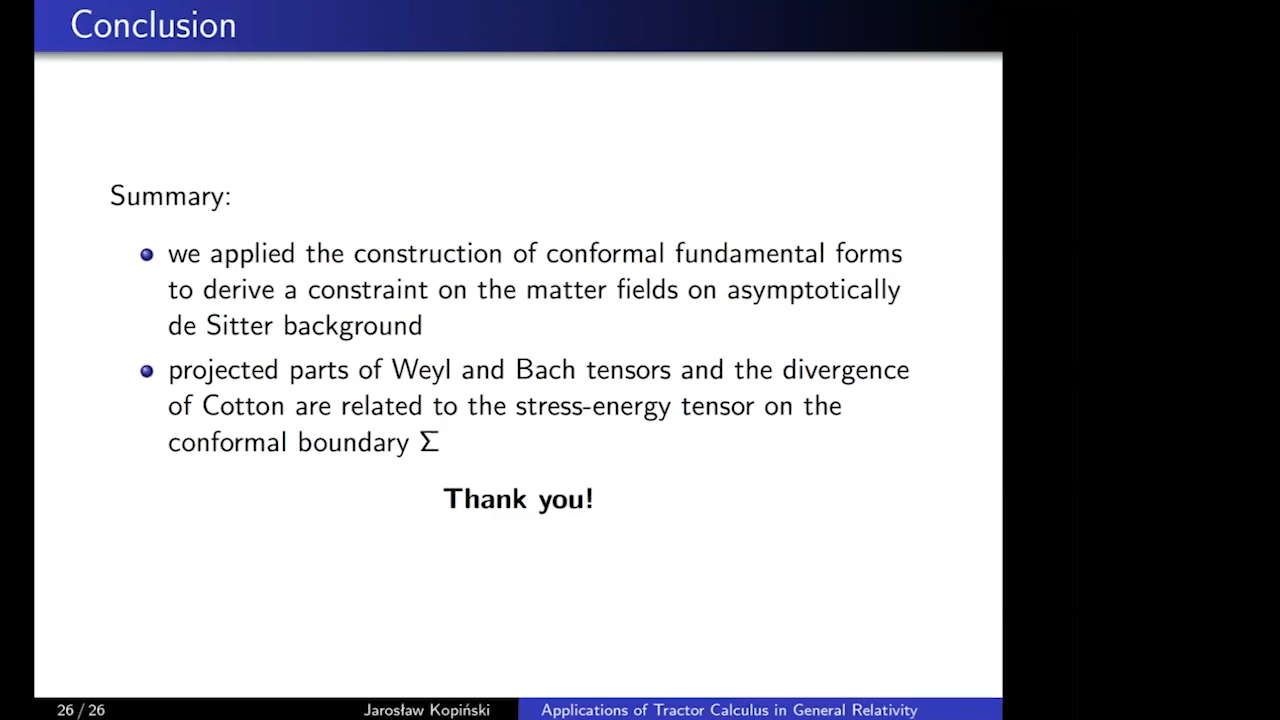 Conclusion
Summary:
we applied the construction of conformal fundamental forms
to derive a constraint on the matter fields on asymptotically
de Sitter background
projected parts of Weyl and Bach tensors and the divergence
of Cotton are related to the stress-energy tensor on the
conformal boundary Σ
Thank you!
26 / 26
Jarosław Kopiński
Applications of Tractor Calculus in General Relativity